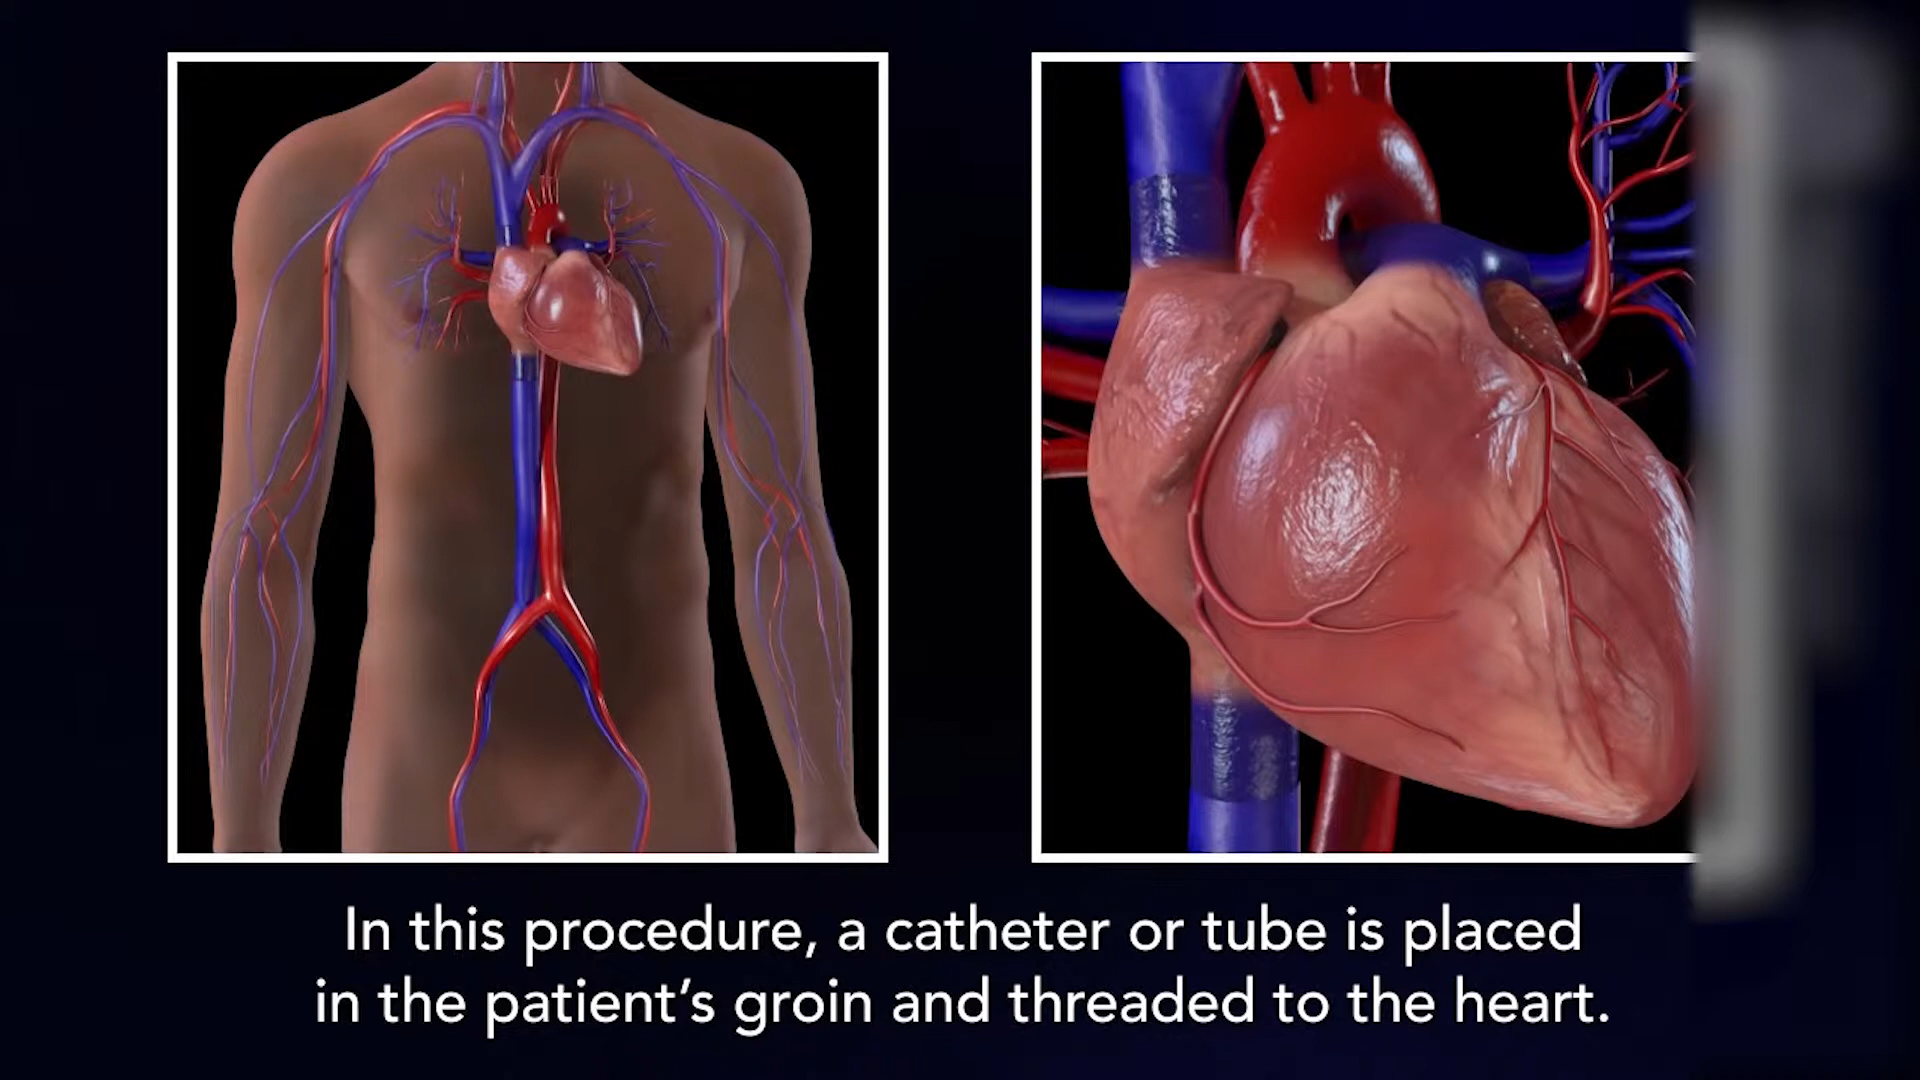 In this procedure, a catheter or tube is placed
in the patient’s groin and threaded to the heart.